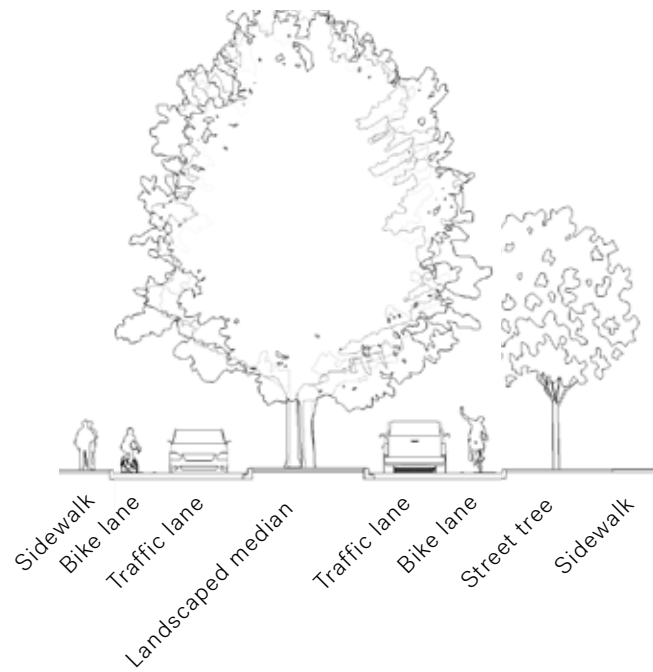 Sidewalk
Bike lane
Traffic lane
Landscaped median
Traffic lane
Bike lane
Street tree
Sidewalk